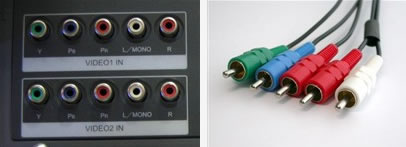 Y PB PR L/MONO R
VIDEO1 IN
Y PB PR L/MONO R
VIDEO2 IN